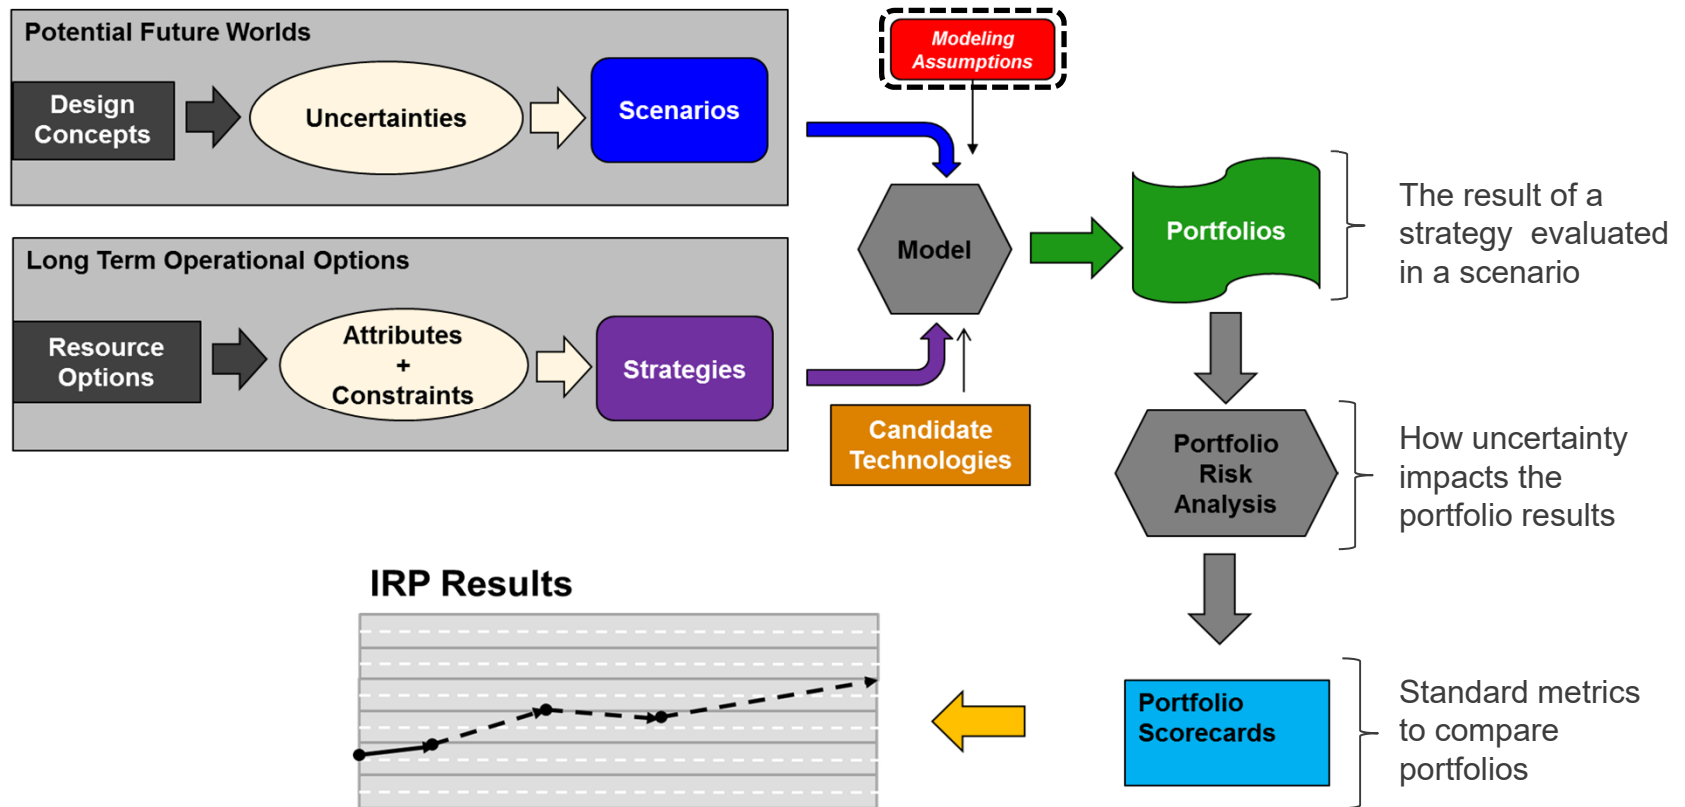 Potential Future Worlds
Design
Concepts
Uncertainties
Scenarios
Modeling
Assumptions
Long Term Operational Options
Resource
Options
Attributes
+
Constraints
Strategies
Model
Candidate
Technologies
Portfolios
The result of a
strategy evaluated
in a scenario
Portfolio
Risk
Analysis
How uncertainty
impacts the
portfolio results
IRP Results
Portfolio
Scorecards
Standard metrics
to compare
portfolios